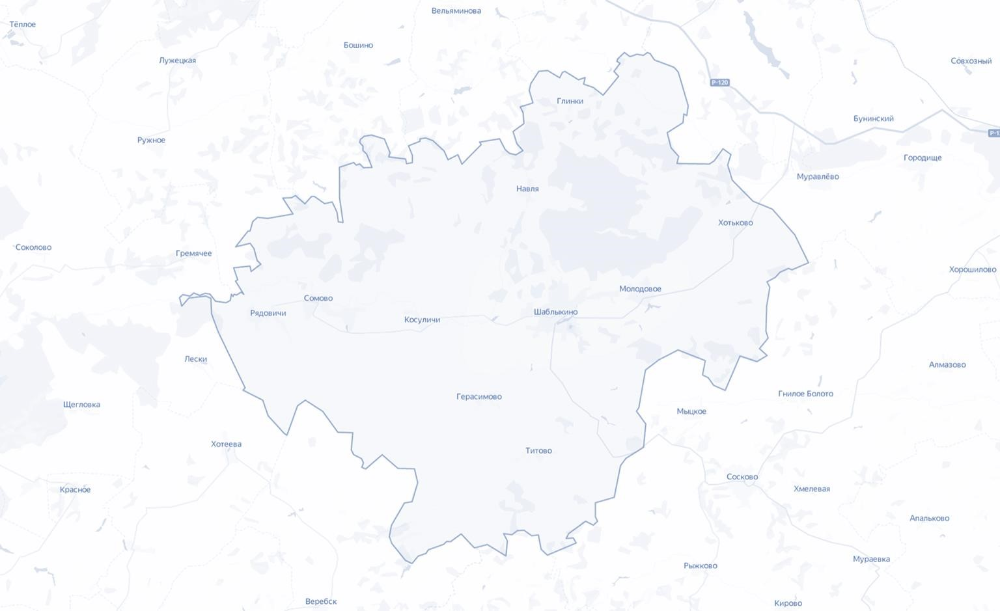 Вельяминова
Тёплое
Бошино
Лужецкая
Совхозный
Р-120
Глинки
Бунинский
Р-1
Ружное
Городище
Муравлёво
Навля
Хотьково
Соколово
Гремячее
Хорошилово
Молодовое
Сомово
Рядовичи
Шаблыкино
Косуличи
Лески
Алмазово
Гнилое Болото
Герасимово
Щегловка
Мыцкое
Хотеева
Титово
Сосково
Красное
Хмелевая
Апальково
Мураевка
Рыжково
Веребск
Кирово